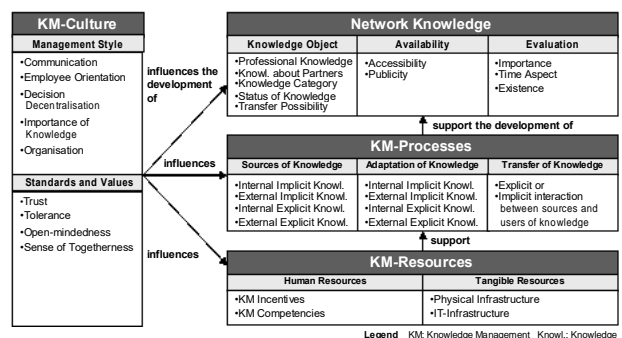 KM-Culture
Management Style
•Communication
•Employee Orientation
•Decision
Decentralisation
•Importance of
Knowledge
•Organisation
Standards and Values
•Trust
•Tolerance
•Open-mindedness
•Sense of Togetherness
influences the
development
of
influences
influences
Network Knowledge
Knowledge Object
Availability
Evaluation
•Professional Knowledge
•Knowl. about Partners
•Knowledge Category
•Status of Knowledge
•Transfer Possibility
•Accessibility
•Publicity
•Importance
•Time Aspect
•Existence
support the development of
KM-Processes
Sources of Knowledge
Adaptation of Knowledge
Transfer of Knowledge
•Internal Implicit Knowl.
•External Implicit Knowl.
•Internal Explicit Knowl.
•External Explicit Knowl.
•Internal Implicit Knowl.
•External Implicit Knowl.
•Internal Explicit Knowl.
•External Explicit Knowl.
•Explicit or
•Implicit interaction
between sources and
users of knowledge
support
KM-Resources
Human Resources
Tangible Resources
•KM Incentives
•KM Competencies
•Physical Infrastructure
•IT-Infrastructure
Legend KM: Knowledge Management Knowl.: Knowledge